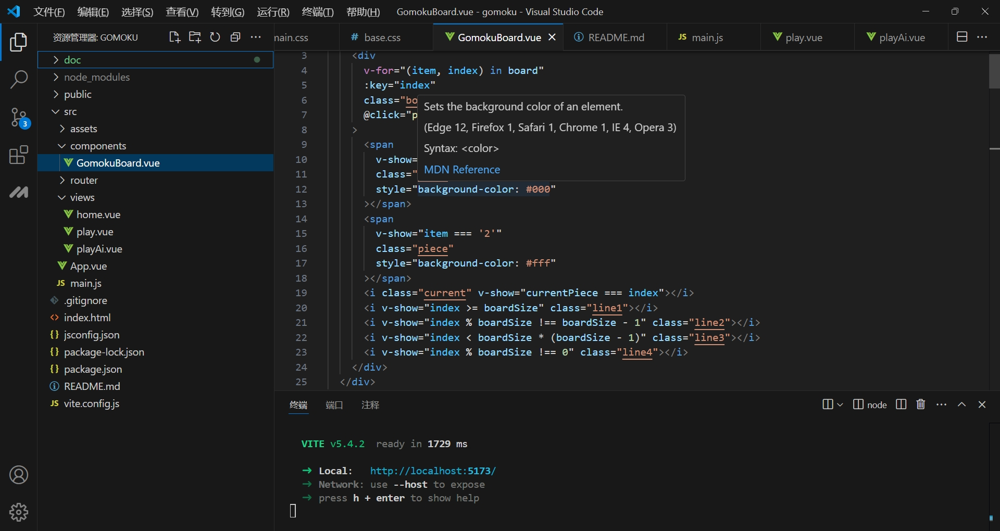 文件(F) 编辑(E) 选择(S) 查看(V) 转到(G) 运行(R) 终端(T) 帮助(H) GomokuBoard.vue - gomoku - Visual Studio Code
资源管理器: GOMOKU
main.css # base.css GomokuBoard.vue README.md JS main.js play.vue playAi.vue
doc
node_modules
public
src
assets
components
GomokuBoard.vue
router
views
home.vue
play.vue
playAi.vue
App.vue
JS main.js
.gitignore
<> index.html
{} jsconfig.json
{} package-lock.json
{} package.json
README.md
JS vite.config.js
3
3 <div
4 v-for="(item, index) in board"
5 :key="index"
6 class="bo
7 @click="p
8 >
9 <span
10 v-show=
11 class="
12 style="background-color: #000"
13 ></span>
14 <span
15 v-show="item === '2'"
16 class="piece"
17 style="background-color: #fff"
18 ></span>
19 <i class="current" v-show="currentPiece === index"></i>
20 <i v-show="index >= boardSize" class="line1"></i>
21 <i v-show="index % boardSize !== boardSize - 1" class="line2"></i>
22 <i v-show="index < boardSize * (boardSize - 1)" class="line3"></i>
23 <i v-show="index % boardSize !== 0" class="line4"></i>
24 </div>
25 </div>
Sets the background color of an element.
(Edge 12, Firefox 1, Safari 1, Chrome 1, IE 4, Opera 3)
Syntax: <color>
MDN Reference
终端 端口 注释 node
VITE v5.4.2 ready in 1729 ms
➜ Local: http://localhost:5173/
➜ Network: use --host to expose
➜ press h + enter to show help